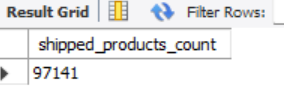 Result Grid Filter Rows:
shipped_products_count
97141